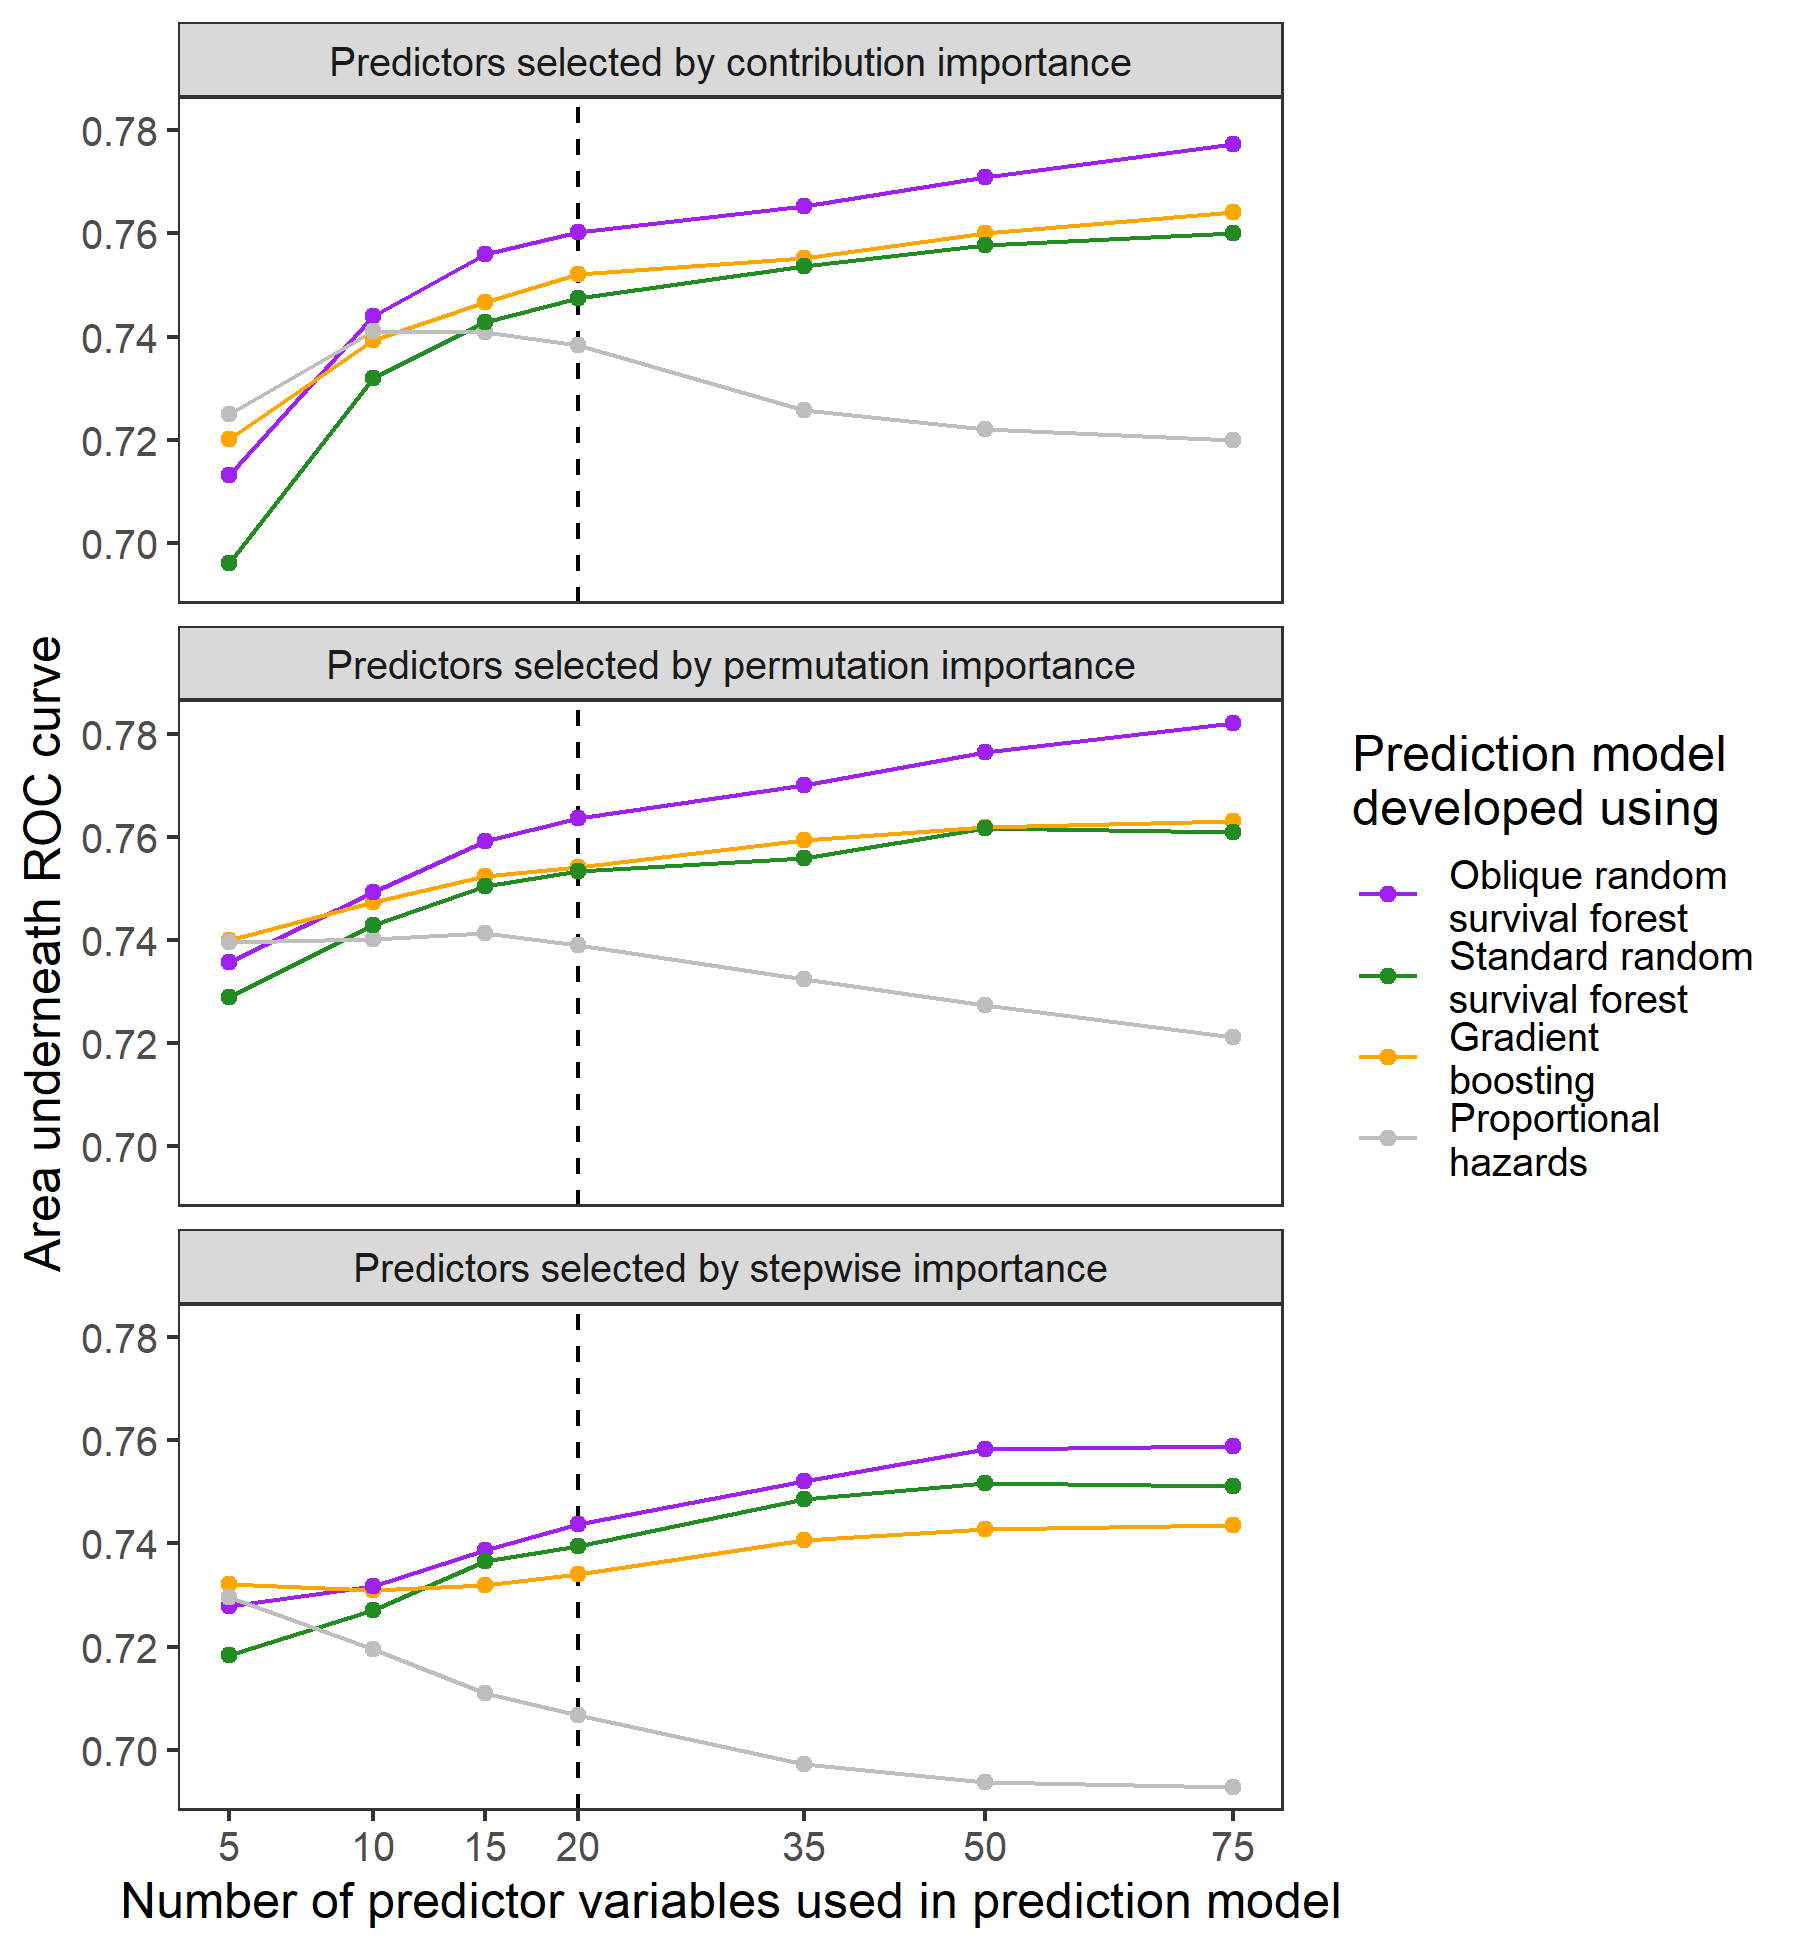 Predictors selected by contribution importance
0.78
0.76
0.74
0.72
0.70
Predictors selected by permutation importance
0.78
0.76
0.74
0.72
0.70
Predictors selected by stepwise importance
0.78
0.76
0.74
0.72
0.70
5 10 15 20 35 50 75
Number of predictor variables used in prediction model
Area underneath ROC curve
Prediction model
developed using
Oblique random
survival forest
Standard random
survival forest
Gradient
boosting
Proportional
hazards